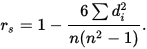 r_s = 1 - \frac{6 \sum d_i^2}{n(n^2 - 1)}.